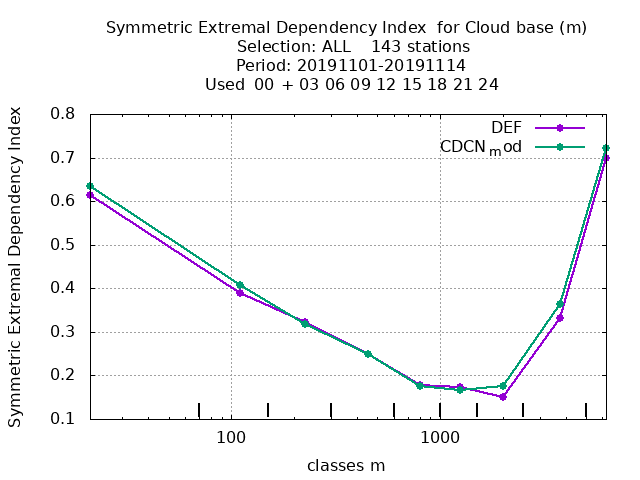 Symmetric Extremal Dependency Index for Cloud base (m)
Selection: ALL 143 stations
Period: 20191101-20191114
Used 00 + 03 06 09 12 15 18 21 24
Symmetric Extremal Dependency Index
0.8
0.7
0.6
0.5
0.4
0.3
0.2
0.1
DEF
CDCNmod
100
1000
classes m